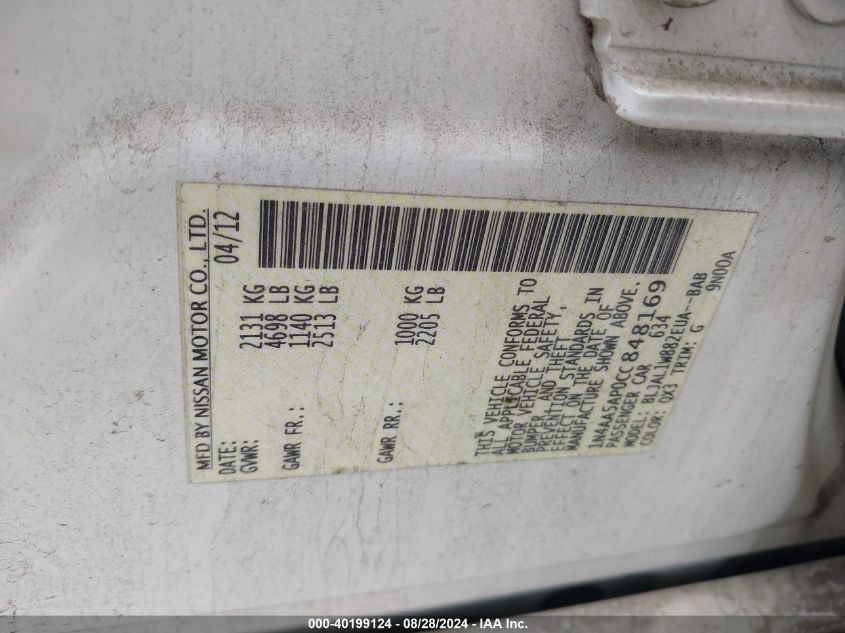 MFD BY NISSAN MOTOR CO., LTD.
DATE: 04/12
GVWR: 2131 KG
4698 LB
GAWR FR.: 1140 KG
2513 LB
GAWR RR.: 1000 KG
2205 LB
THIS VEHICLE CONFORMS TO
ALL APPLICABLE FEDERAL
MOTOR VEHICLE SAFETY,
BUMPER, AND THEFT
PREVENTION STANDARDS IN
EFFECT ON THE DATE OF
MANUFACTURE SHOWN ABOVE.
1N4AA5AP0CC848169
PASSENGER CAR 634
MODEL: BLJAL1W882EUA--BAB
COLOR: QX3 TRIM: G 9N00A
000-40199124 - 08/28/2024 - IAA Inc.